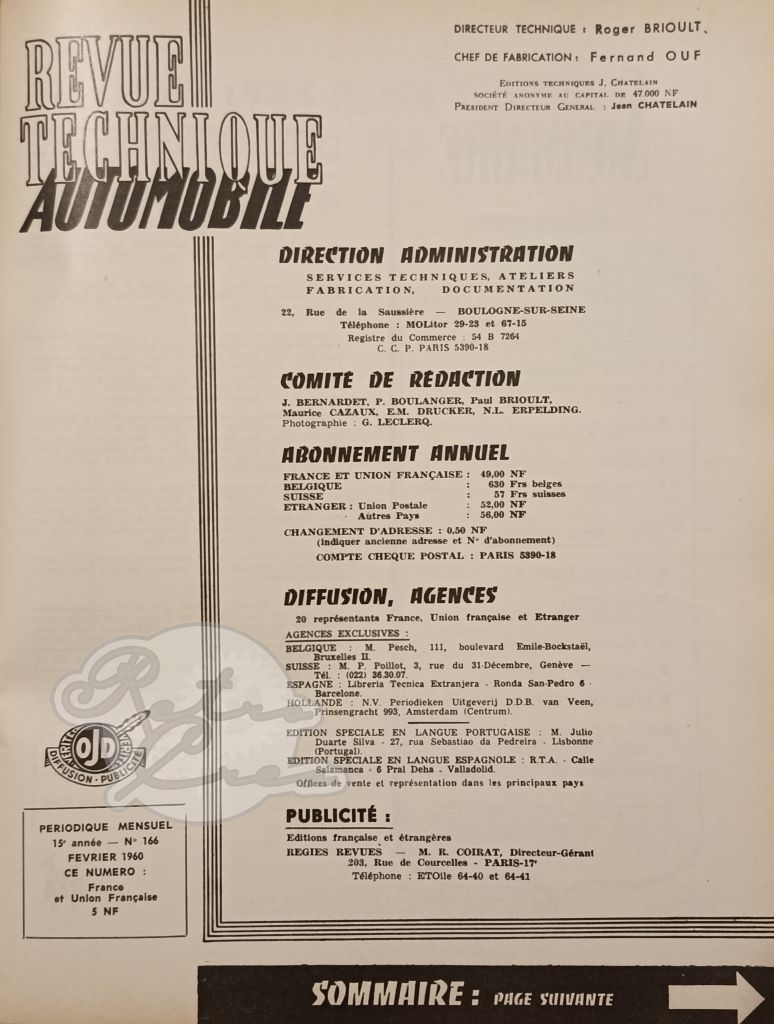 REVUE
TECHNIQUE
AUTOMOBILE
DIRECTEUR TECHNIQUE : Roger BRIOULT.
CHEF DE FABRICATION : Fernand OUF
EDITIONS TECHNIQUES J. CHATELAIN
SOCIÉTÉ ANONYME AU CAPITAL DE 47.000 NF
PRESIDENT DIRECTEUR GENERAL : Jean CHATELAIN
DIRECTION ADMINISTRATION
SERVICES TECHNIQUES, ATELIERS
FABRICATION, DOCUMENTATION
22, Rue de la Saussière — BOULOGNE-SUR-SEINE
Téléphone : MOLitor 29-23 et 67-15
Registre du Commerce : 54 B 7264
C. C. P. PARIS 5390-18
COMITÉ DE RÉDACTION
J. BERNARDET, P. BOULANGER, Paul BRIOULT,
Maurice CAZAUX, E.M. DRUCKER, N.L. ERPELDING.
Photographie : G. LECLERQ.
ABONNEMENT ANNUEL
FRANCE ET UNION FRANÇAISE : 49,00 NF
BELGIQUE : 630 Frs belges
SUISSE : 57 Frs suisses
ETRANGER : Union Postale : 52,00 NF
Autres Pays : 56,00 NF
CHANGEMENT D'ADRESSE : 0,50 NF
(indiquer ancienne adresse et N° d'abonnement)
COMPTE CHEQUE POSTAL : PARIS 5390-18
DIFFUSION, AGENCES
20 représentants France, Union française et Etranger
AGENCES EXCLUSIVES :
BELGIQUE : M. Pesch, 111, boulevard Emile-Bockstaël,
Bruxelles II.
SUISSE : M. P. Poillot, 3, rue du 31-Décembre, Genève —
Tél. : (022) 36.30.07.
ESPAGNE : Libreria Tecnica Extranjera - Ronda San-Pedro 6 -
Barcelone.
HOLLANDE : N.V. Periodieken Uitgeverij D.D.B. van Veen,
Prinsengracht 993, Amsterdam (Centrum).
EDITION SPECIALE EN LANGUE PORTUGAISE : M. Julio
Duarte Silva - 27, rua Sebastiao da Pedreira - Lisbonne
(Portugal).
EDITION SPECIALE EN LANGUE ESPAGNOLE : R.T.A. - Calle
Salamanca - 6 Pral Deha - Valladolid.
Offices de vente et représentation dans les principaux pays
PUBLICITÉ :
Editions française et étrangères
REGIES REVUES — M. R. COIRAT, Directeur-Gérant
203, Rue de Courcelles - PARIS-17e
Téléphone : ETOile 64-40 et 64-41
Retro
OJD
DIFFUSION - PUBLICITE
PERIODIQUE MENSUEL
15e année — N° 166
FEVRIER 1960
CE NUMERO :
France
et Union Française
5 NF
SOMMAIRE : PAGE SUIVANTE